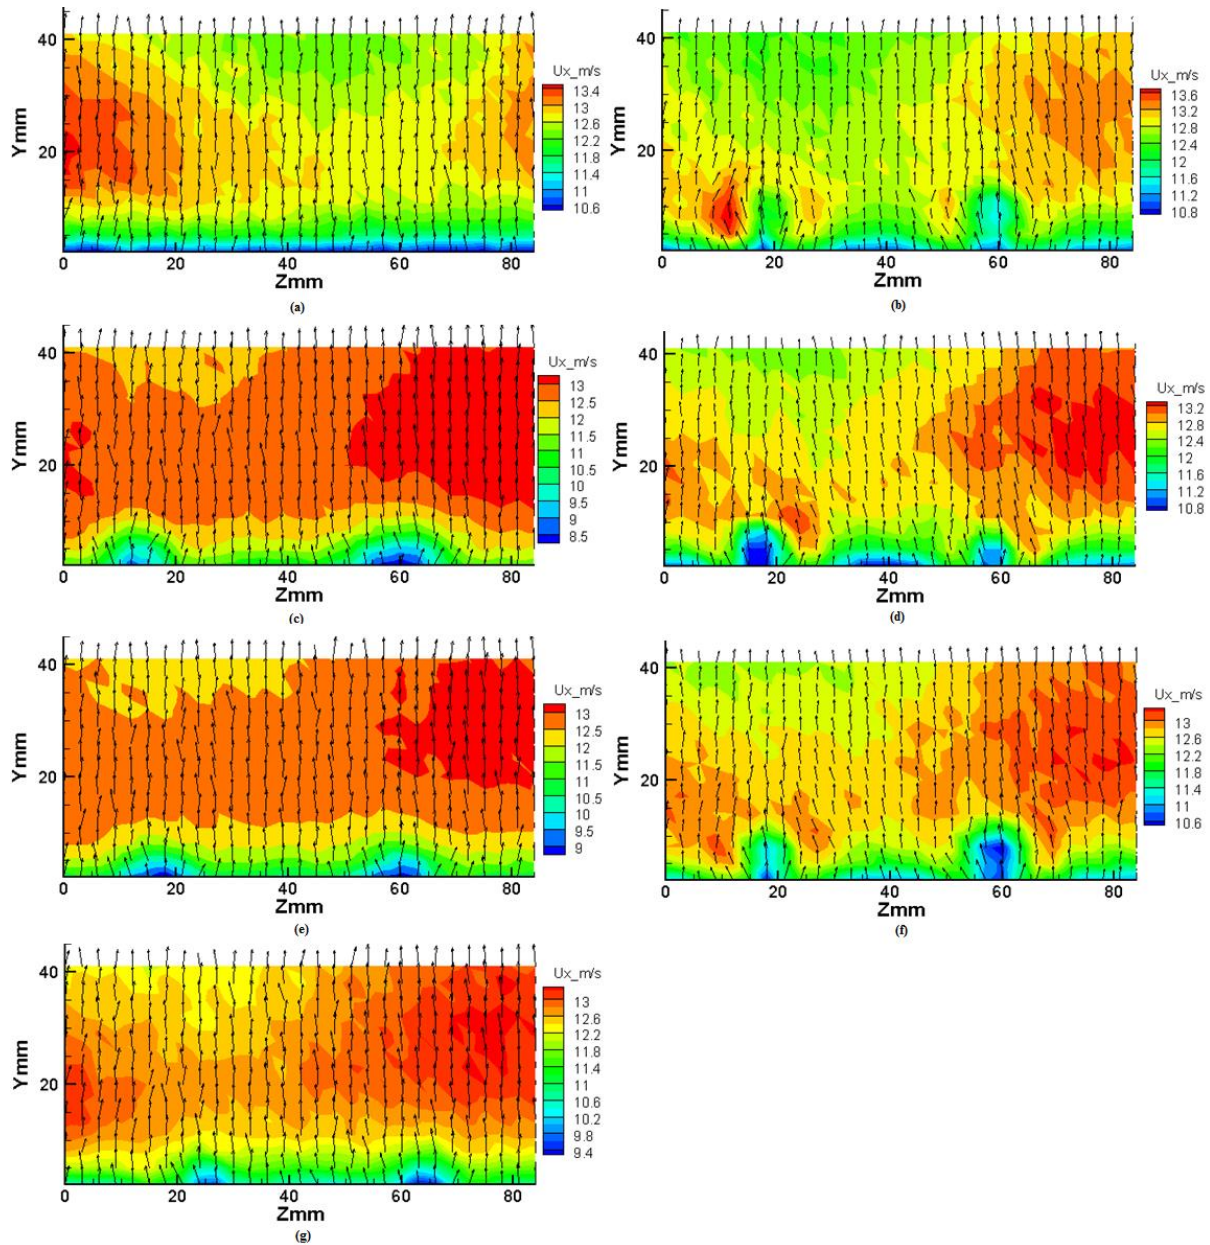 Ux_m/s
13.4
13
12.6
12.2
11.8
11.4
11
10.6
Ymm
40
20
0 20 40 60 80
Zmm
(a)
Ux_m/s
13.6
13.2
12.8
12.4
12
11.6
11.2
10.8
Ymm
40
20
0 20 40 60 80
Zmm
(b)
Ux_m/s
13
12.5
12
11.5
11
10.5
10
9.5
9
8.5
Ymm
40
20
0 20 40 60 80
Zmm
(c)
Ux_m/s
13.2
12.8
12.4
12
11.6
11.2
10.8
Ymm
40
20
0 20 40 60 80
Zmm
(d)
Ux_m/s
13
12.5
12
11.5
11
10.5
10
9.5
9
Ymm
40
20
0 20 40 60 80
Zmm
(e)
Ux_m/s
13
12.6
12.2
11.8
11.4
11
10.6
Ymm
40
20
0 20 40 60 80
Zmm
(f)
Ux_m/s
13
12.6
12.2
11.8
11.4
11
10.6
10.2
9.8
9.4
Ymm
40
20
0 20 40 60 80
Zmm
(g)